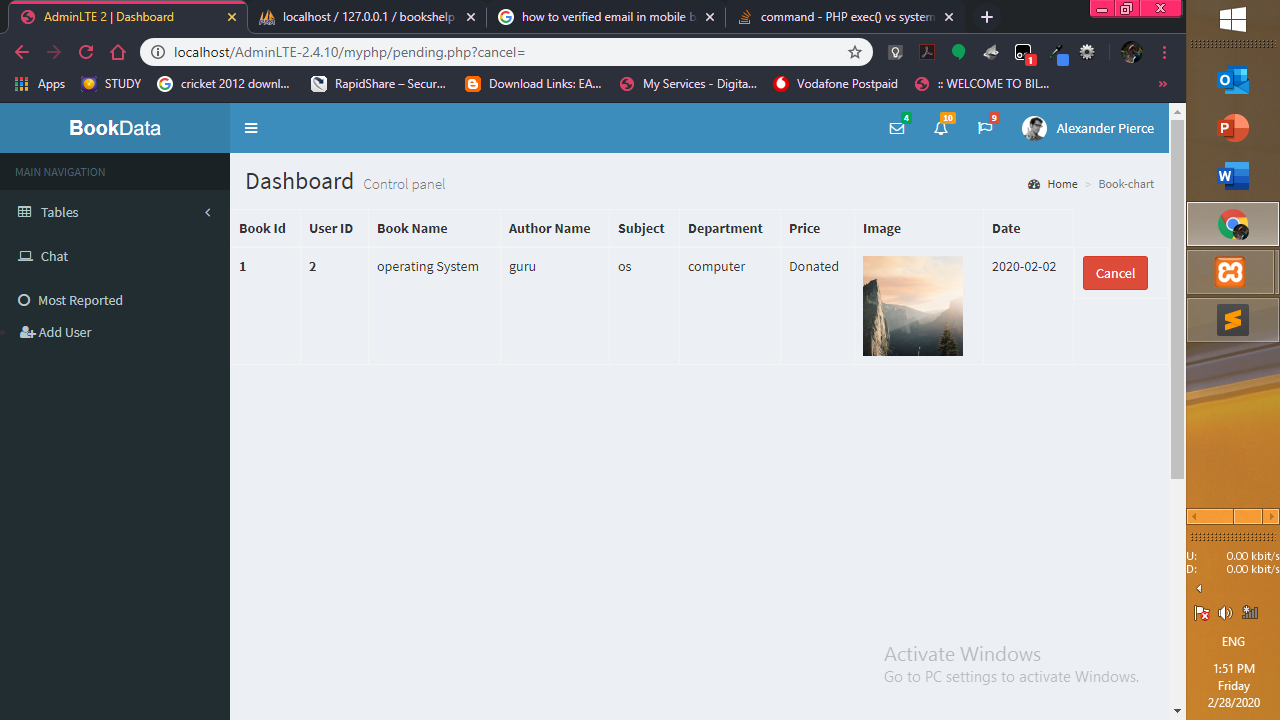 AdminLTE 2 | Dashboard
localhost / 127.0.0.1 / bookshelp
how to verified email in mobile b
command - PHP exec() vs system
localhost/AdminLTE-2.4.10/myphp/pending.php?cancel=
1
Apps
STUDY
cricket 2012 downl...
RapidShare – Secur...
Download Links: EA...
My Services - Digita...
Vodafone Postpaid
:: WELCOME TO BIL...
»
BookData
4
10
9
Alexander Pierce
MAIN NAVIGATION
Tables
Chat
Most Reported
Add User
Dashboard Control panel
Home > Book-chart
Book Id User ID Book Name Author Name Subject Department Price Image Date
1 2 operating System guru os computer Donated 2020-02-02 Cancel
Activate Windows
Go to PC settings to activate Windows.
U: 0.00 kbit/s
D: 0.00 kbit/s
ENG
1:51 PM
Friday
2/28/2020